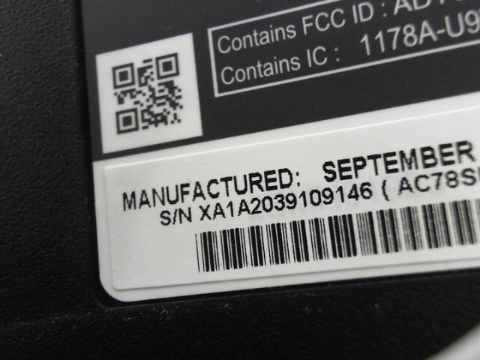 Contains FCC ID :
Contains IC : 1178A-U9
MANUFACTURED: SEPTEMBER
S/N XA1A2039109146 ( AC78S